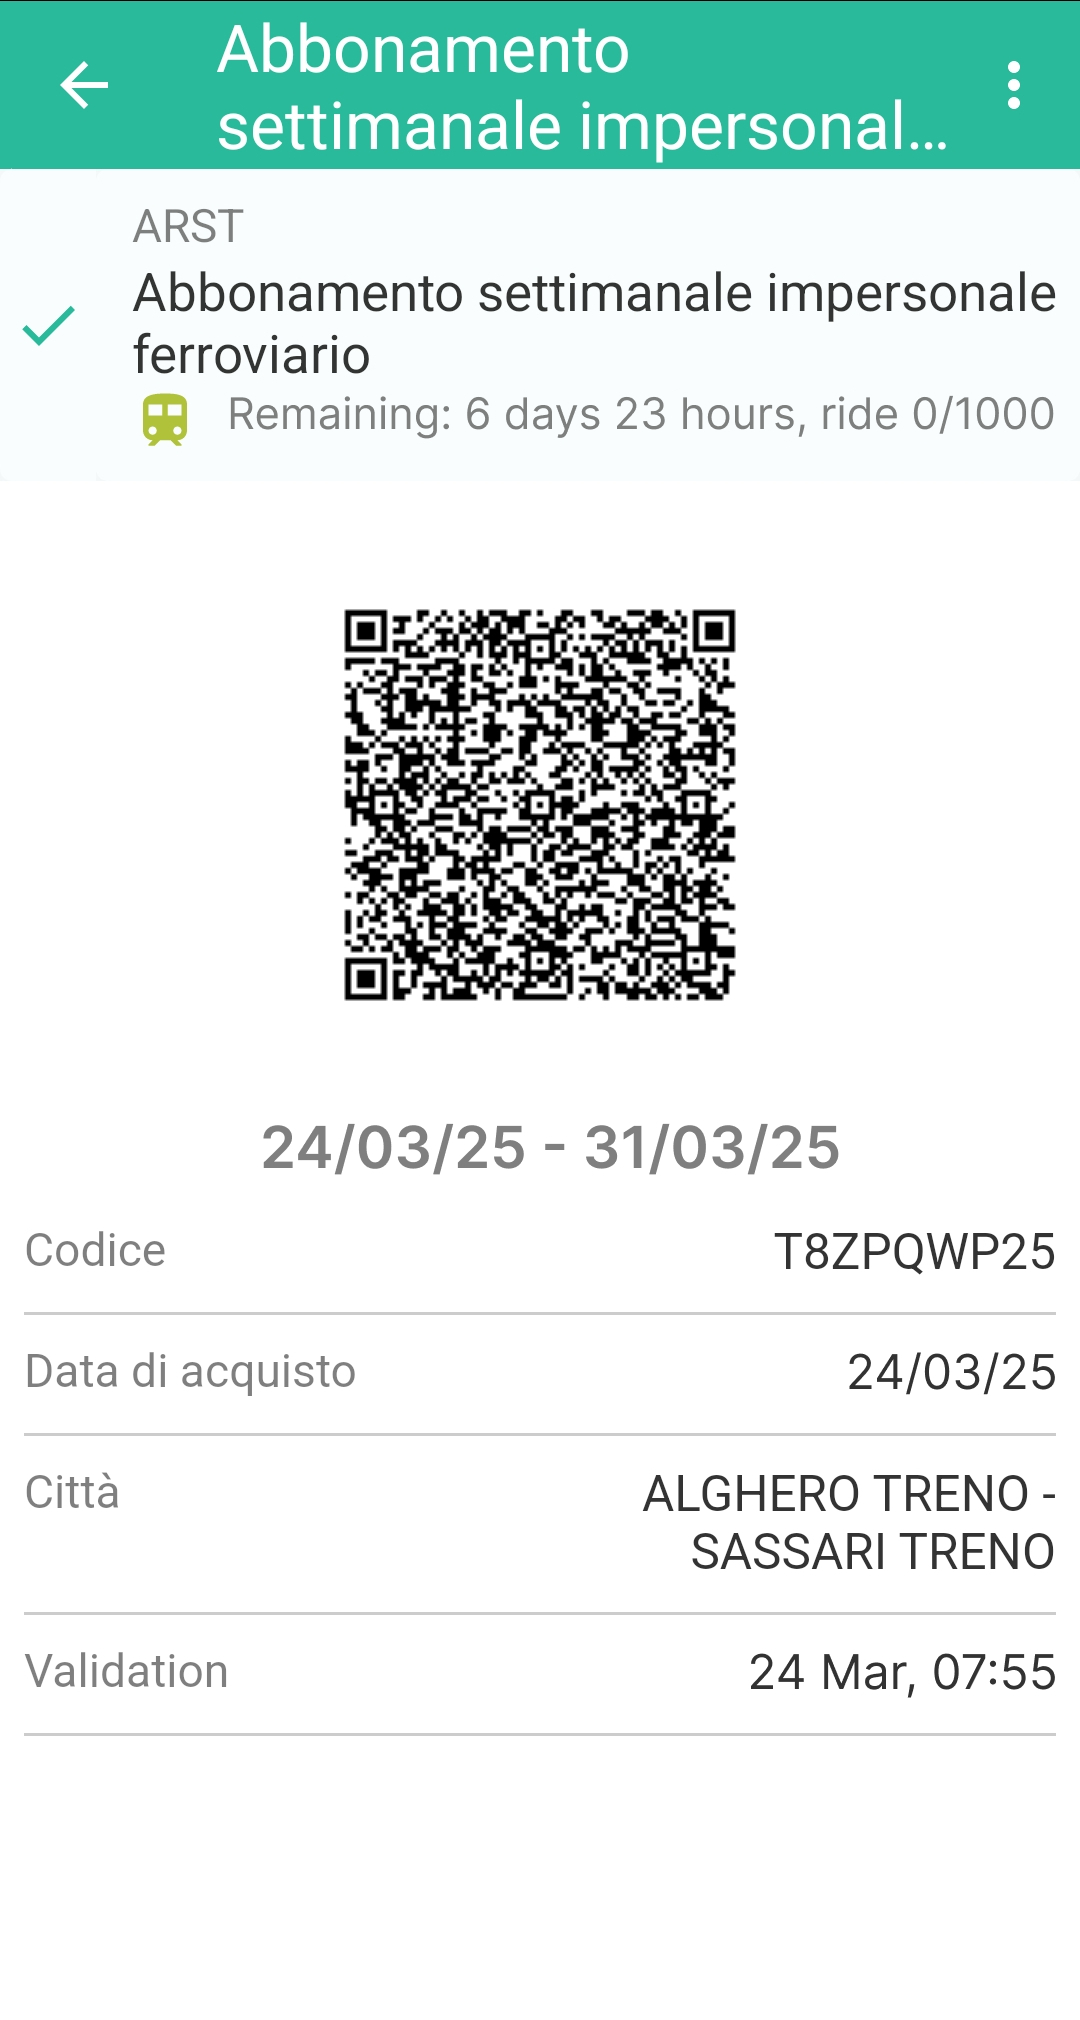 Abbonamento
settimanale impersonal...
ARST
Abbonamento settimanale impersonale
ferroviario
Remaining: 6 days 23 hours, ride 0/1000
24/03/25 - 31/03/25
Codice T8ZPQWP25
Data di acquisto 24/03/25
Città ALGHERO TRENO -
SASSARI TRENO
Validation 24 Mar, 07:55